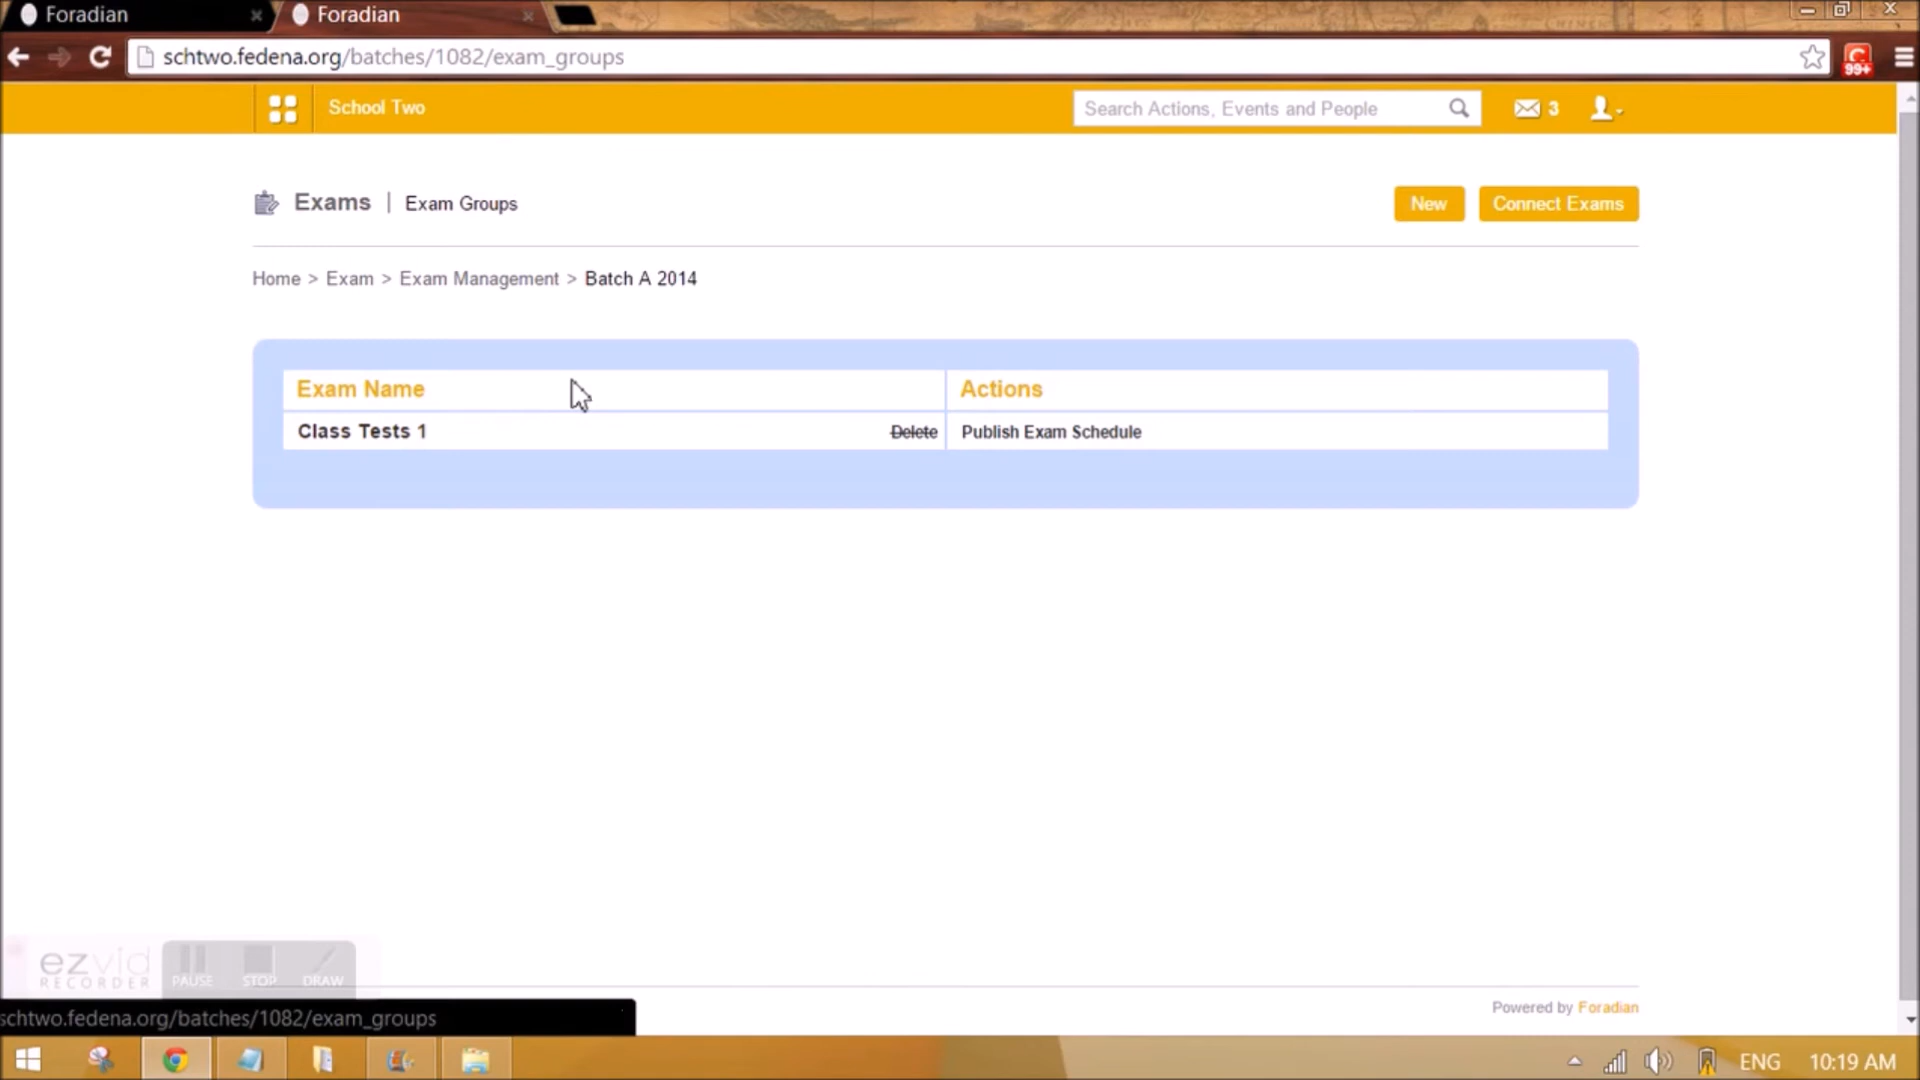 Foradian
Foradian
schtwo.fedena.org/batches/1082/exam_groups
99+
School Two
Search Actions, Events and People
3
Exams | Exam Groups
New
Connect Exams
Home > Exam > Exam Management > Batch A 2014
Exam Name
Actions
Class Tests 1
Delete
Publish Exam Schedule
ezvid
RECORDER
PAUSE
STOP
DRAW
Powered by Foradian
schtwo.fedena.org/batches/1082/exam_groups
ENG
10:19 AM